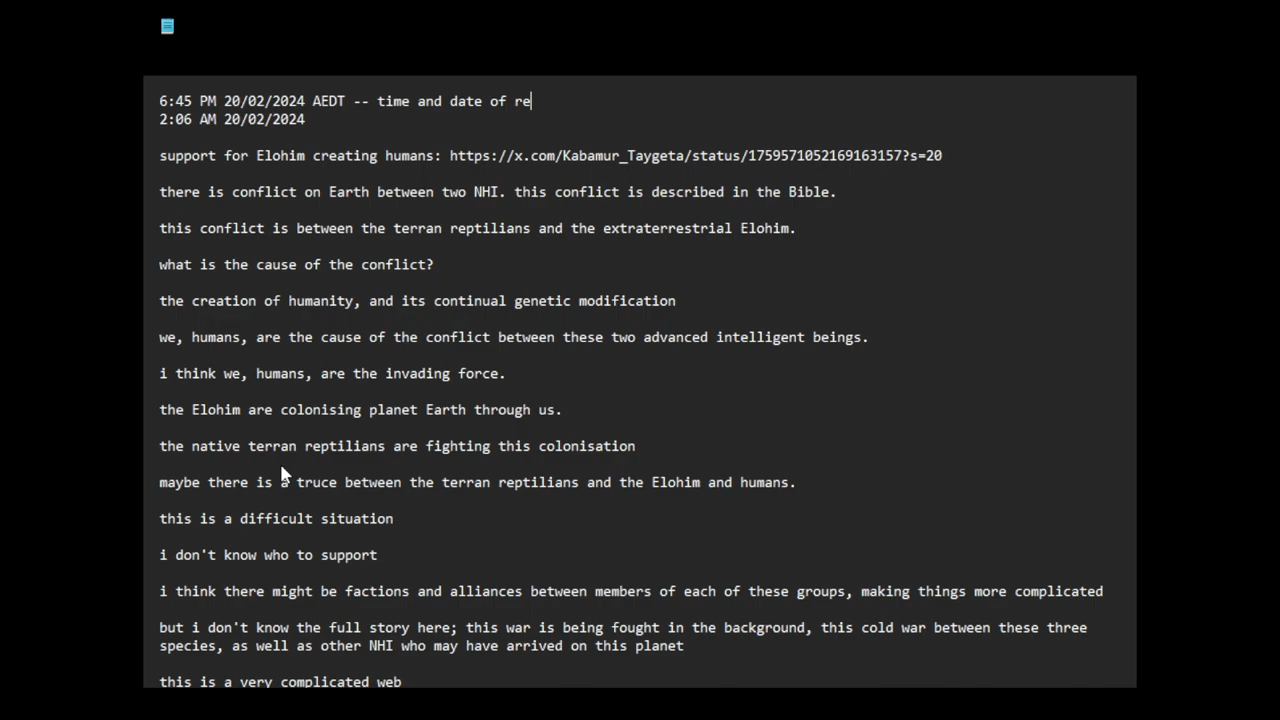 6:45 PM 20/02/2024 AEDT -- time and date of re
2:06 AM 20/02/2024
support for Elohim creating humans: https://x.com/Kabamur_Taygeta/status/1759571052169163157?s=20
there is conflict on Earth between two NHI. this conflict is described in the Bible.
this conflict is between the terran reptilians and the extraterrestrial Elohim.
what is the cause of the conflict?
the creation of humanity, and its continual genetic modification
we, humans, are the cause of the conflict between these two advanced intelligent beings.
i think we, humans, are the invading force.
the Elohim are colonising planet Earth through us.
the native terran reptilians are fighting this colonisation
maybe there is a truce between the terran reptilians and the Elohim and humans.
this is a difficult situation
i don't know who to support
i think there might be factions and alliances between members of each of these groups, making things more complicated
but i don't know the full story here; this war is being fought in the background, this cold war between these three
species, as well as other NHI who may have arrived on this planet
this is a very complicated web